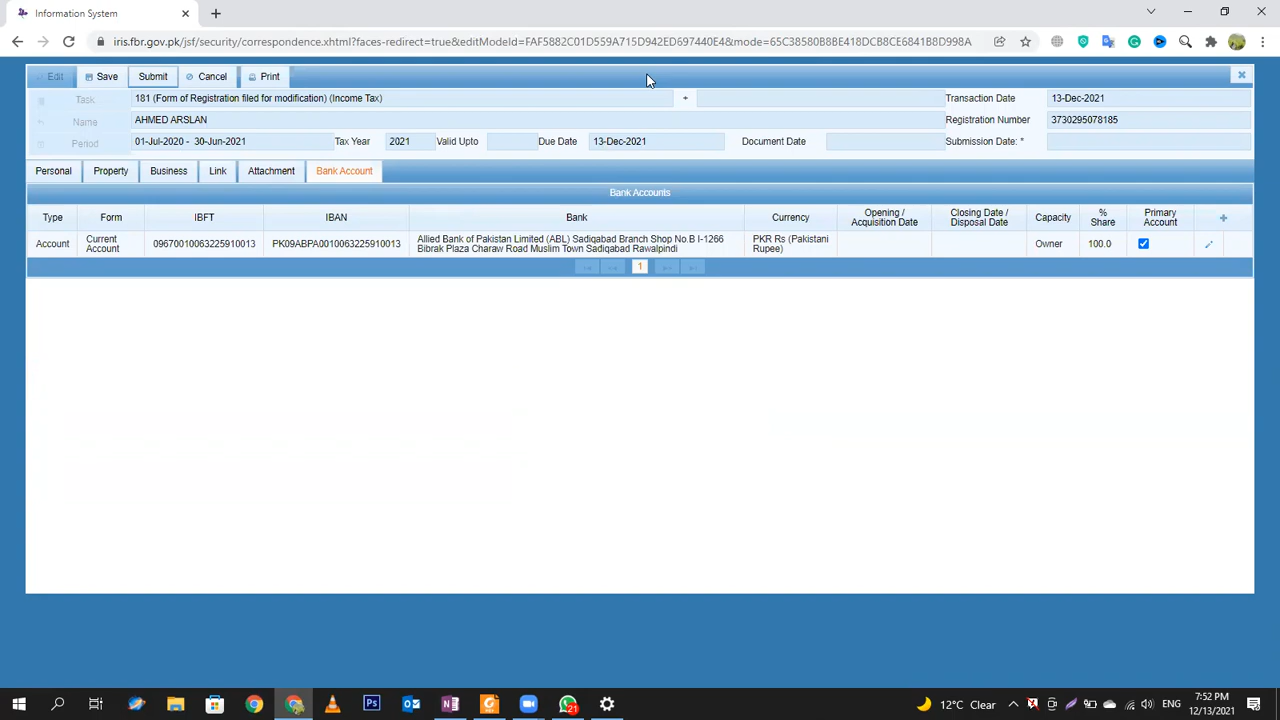 Information System
iris.fbr.gov.pk/jsf/security/correspondence.xhtml?faces-redirect=true&editModeId=FAF5882C01D559A715D942ED697440E4&mode=65C38580B8BE418DCB8CE6841B8D998A
Edit Save Submit Cancel Print
Task 181 (Form of Registration filed for modification) (Income Tax) Transaction Date 13-Dec-2021
Name AHMED ARSLAN Registration Number 3730295078185
Period 01-Jul-2020 - 30-Jun-2021 Tax Year 2021 Valid Upto Due Date 13-Dec-2021 Document Date Submission Date: *
Personal Property Business Link Attachment Bank Account
Bank Accounts
Type Form IBFT IBAN Bank Currency Opening / Acquisition Date Closing Date / Disposal Date Capacity % Share Primary Account
Account Current Account 09670010063225910013 PK09ABPA0010063225910013 Allied Bank of Pakistan Limited (ABL) Sadiqabad Branch Shop No.B I-1266 Bibrak Plaza Charaw Road Muslim Town Sadiqabad Rawalpindi PKR Rs (Pakistani Rupee) Owner 100.0
1
21
12°C Clear ENG 7:52 PM
12/13/2021